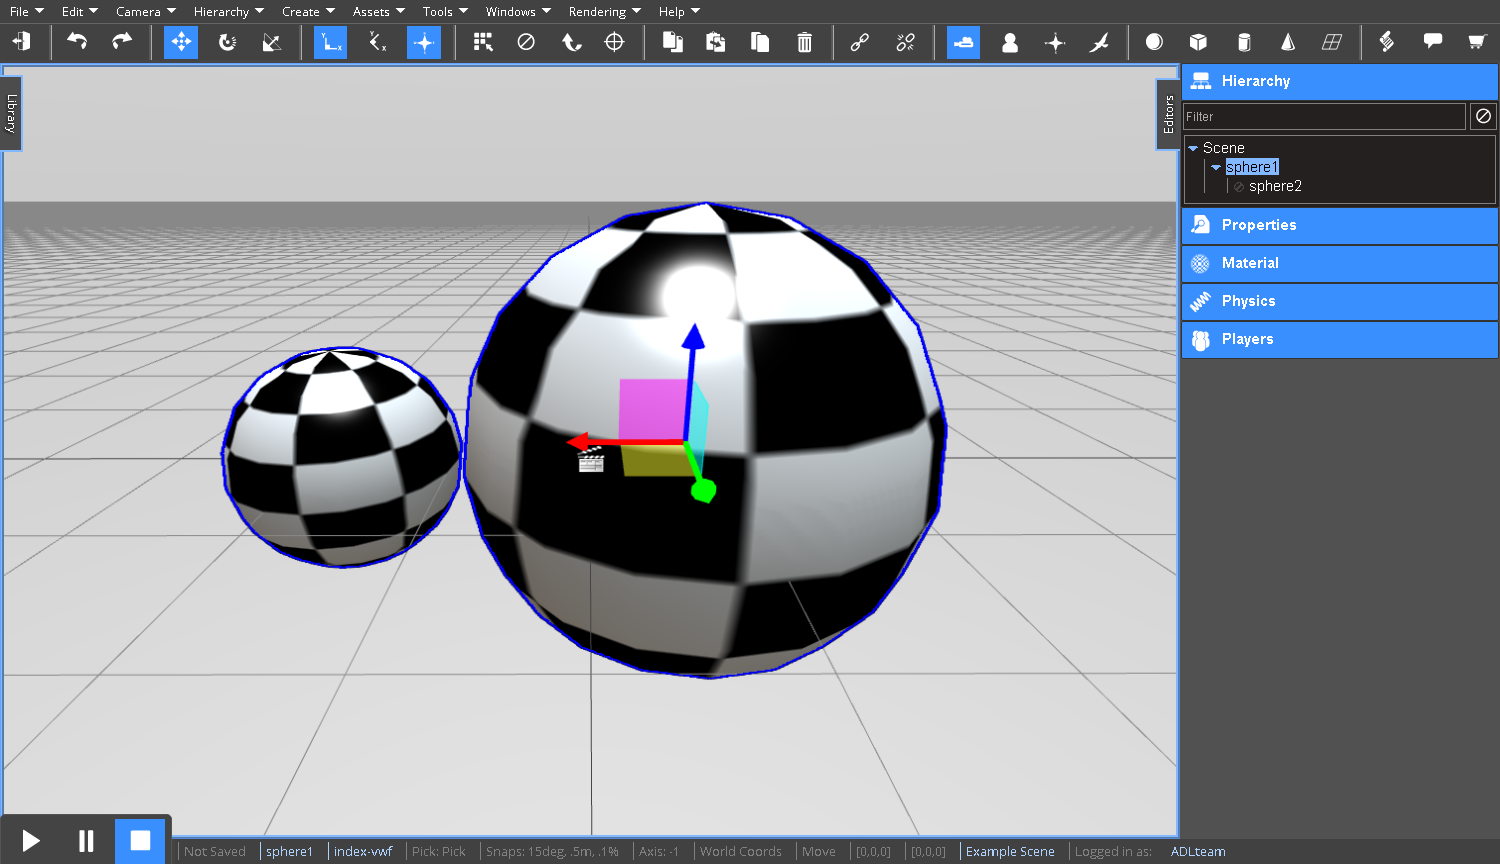 File Edit Camera Hierarchy Create Assets Tools Windows Rendering Help
Library
Editors
Hierarchy
Filter
Scene
sphere1
sphere2
Properties
Material
Physics
Players
Not Saved sphere1 index-vwf Pick: Pick Snaps: 15deg, .5m, .1% Axis: -1 World Coords Move [0,0,0] [0,0,0] Example Scene Logged in as: ADLteam